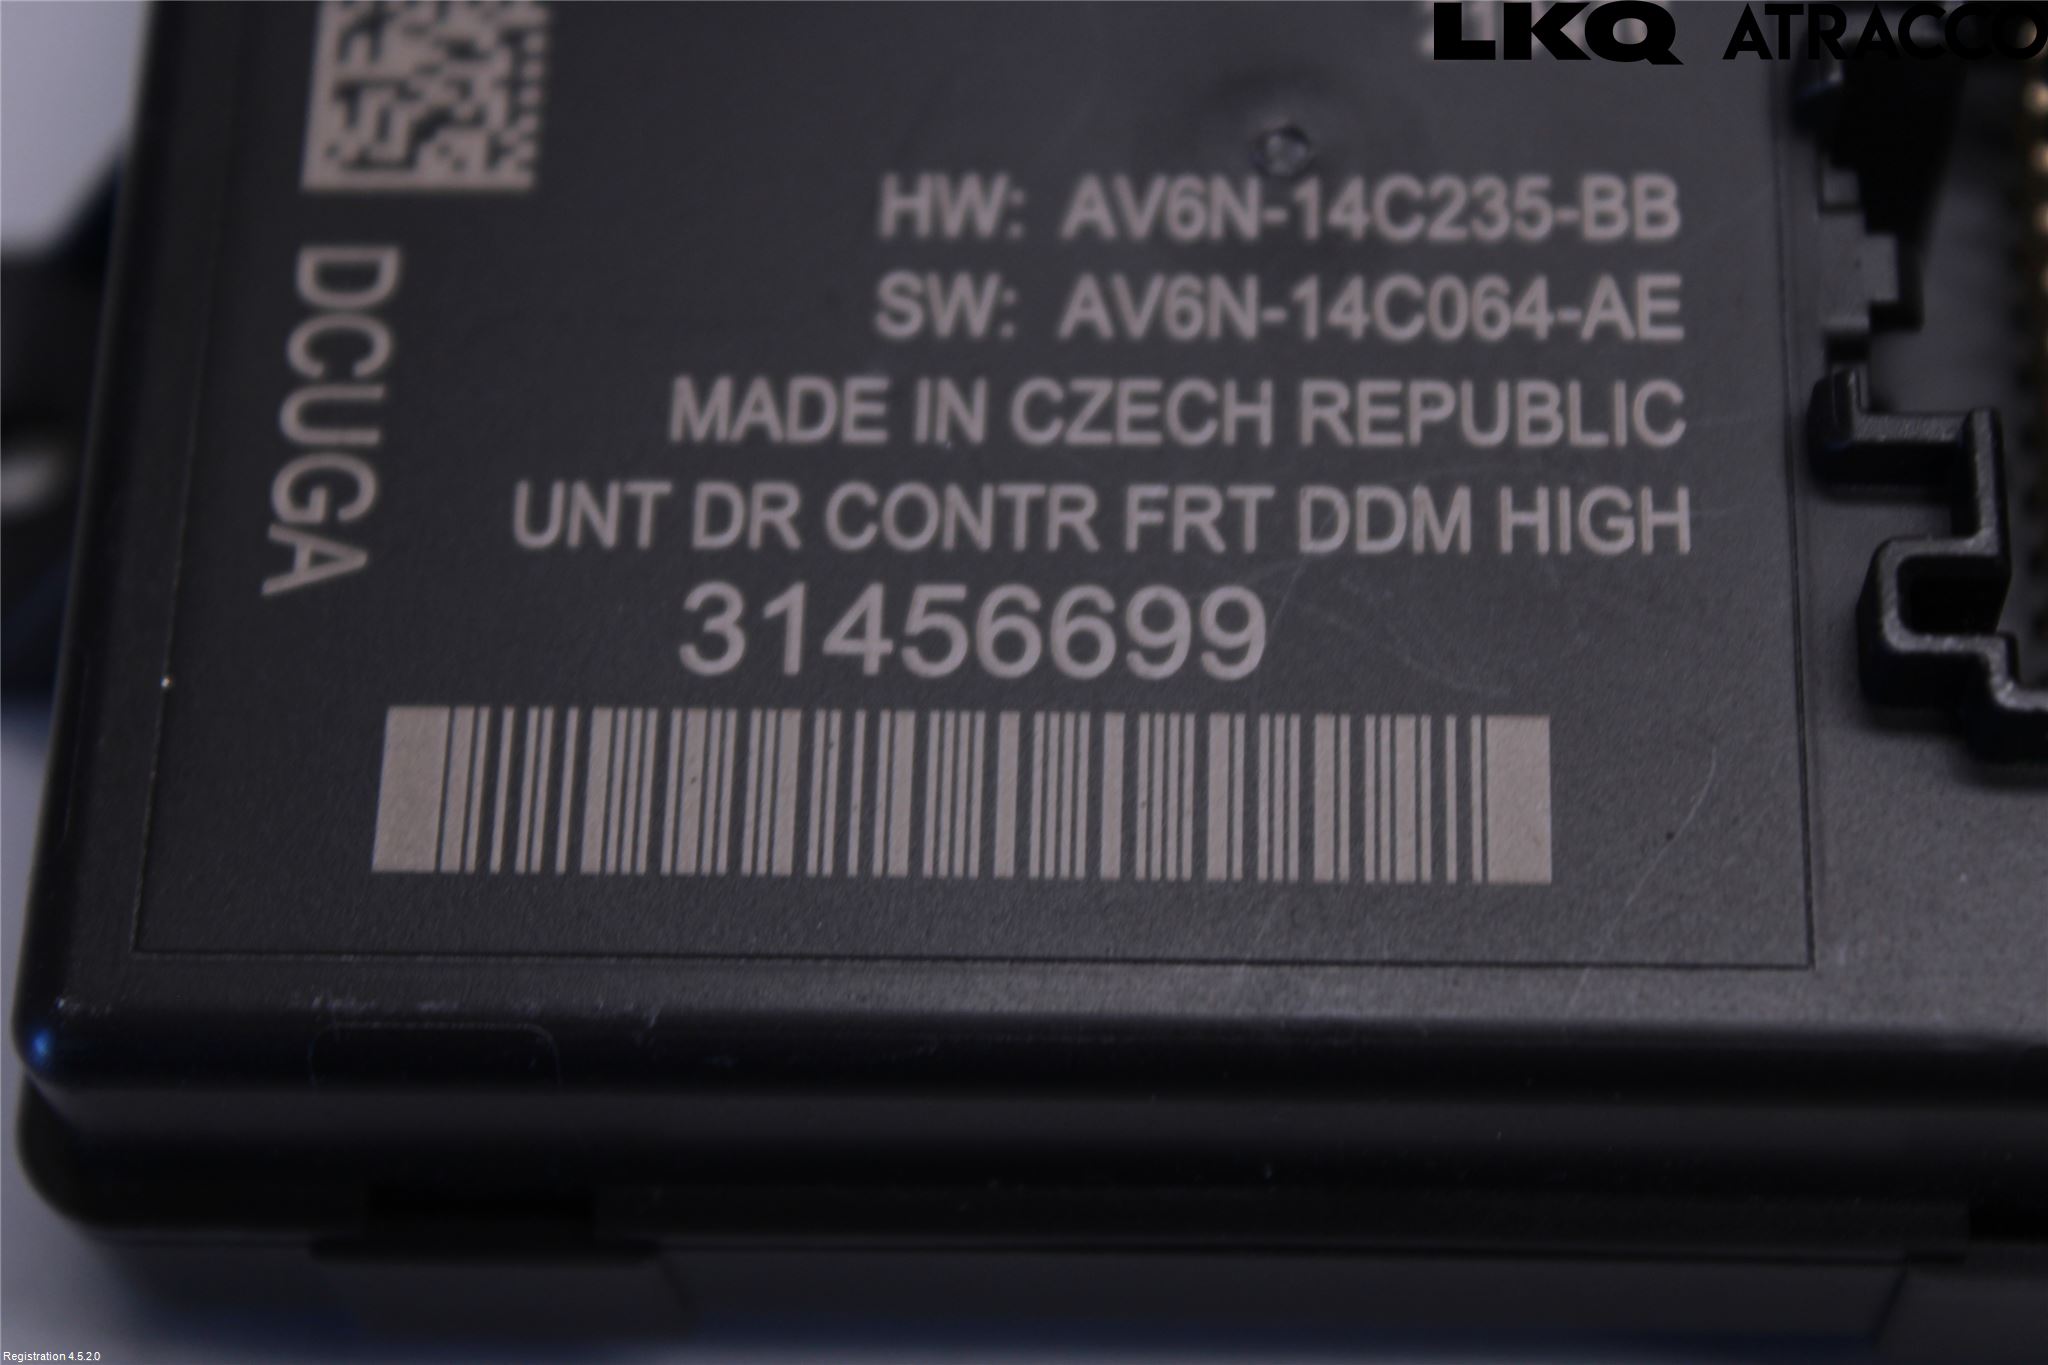 LKQ ATRACCO
HW: AV6N-14C235-BB
SW: AV6N-14C064-AE
MADE IN CZECH REPUBLIC
UNT DR CONTR FRT DDM HIGH
31456699
DCUGA
Registration 4.5.2.0